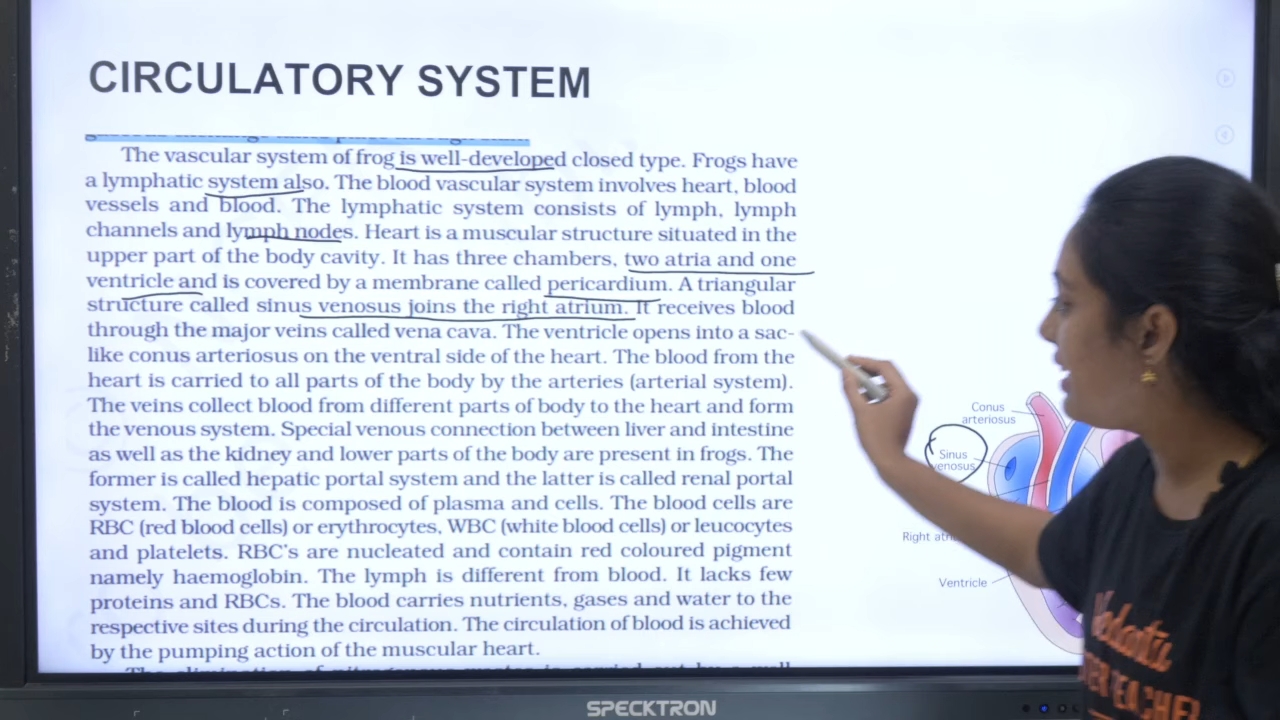 CIRCULATORY SYSTEM
The vascular system of frog is well-developed closed type. Frogs have
a lymphatic system also. The blood vascular system involves heart, blood
vessels and blood. The lymphatic system consists of lymph, lymph
channels and lymph nodes. Heart is a muscular structure situated in the
upper part of the body cavity. It has three chambers, two atria and one
ventricle and is covered by a membrane called pericardium. A triangular
structure called sinus venosus joins the right atrium. It receives blood
through the major veins called vena cava. The ventricle opens into a sac-
like conus arteriosus on the ventral side of the heart. The blood from the
heart is carried to all parts of the body by the arteries (arterial system).
The veins collect blood from different parts of body to the heart and form
the venous system. Special venous connection between liver and intestine
as well as the kidney and lower parts of the body are present in frogs. The
former is called hepatic portal system and the latter is called renal portal
system. The blood is composed of plasma and cells. The blood cells are
RBC (red blood cells) or erythrocytes, WBC (white blood cells) or leucocytes
and platelets. RBC's are nucleated and contain red coloured pigment
namely haemoglobin. The lymph is different from blood. It lacks few
proteins and RBCs. The blood carries nutrients, gases and water to the
respective sites during the circulation. The circulation of blood is achieved
by the pumping action of the muscular heart.
Conus
arteriosus
Sinus
venosus
Right
Ventricle
Vedantu
SPECKTRON